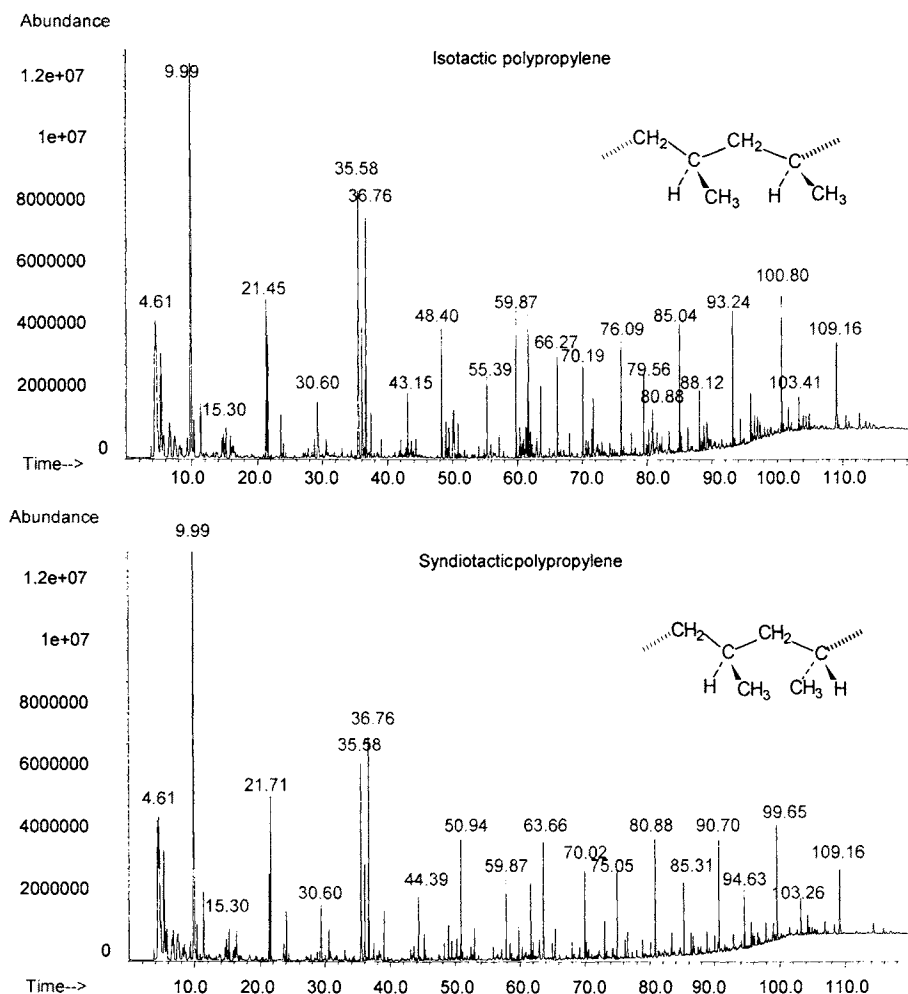 Abundance
Isotactic polypropylene
1.2e+07
9.99
1e+07
CH2 CH2
C C
H CH3 H CH3
35.58
8000000
36.76
6000000
21.45
4.61
100.80
4000000
48.40
59.87
85.04
93.24
66.27
76.09
109.16
70.19
2000000
30.60
43.15
55.39
79.56
80.88
88.12
103.41
15.30
0
Time-->
10.0 20.0 30.0 40.0 50.0 60.0 70.0 80.0 90.0 100.0 110.0
Abundance
9.99
Syndiotacticpolypropylene
1.2e+07
1e+07
CH2 CH2
C C
H CH3 CH3 H
8000000
36.76
35.58
6000000
21.71
4.61
4000000
50.94
63.66
80.88
90.70
99.65
70.02
75.05
109.16
2000000
15.30
30.60
44.39
59.87
85.31
94.63
103.26
0
Time-->
10.0 20.0 30.0 40.0 50.0 60.0 70.0 80.0 90.0 100.0 110.0